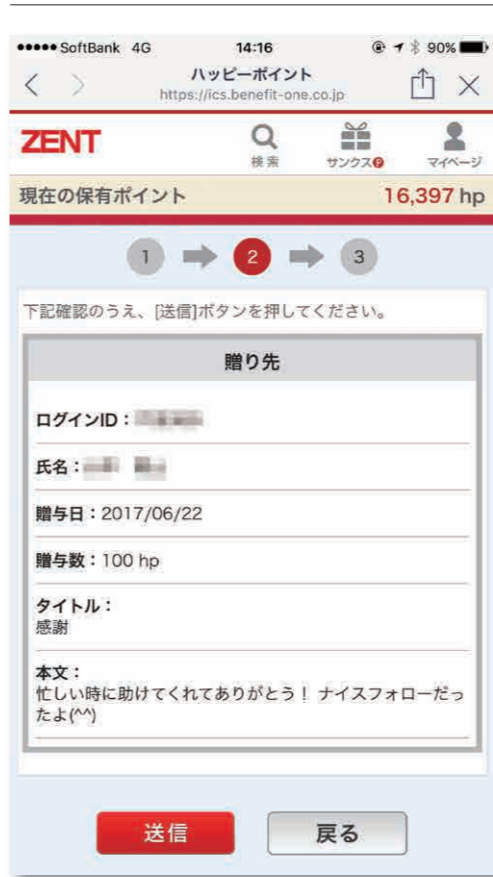 SoftBank 4G 14:16 90%
ハッピーポイント
https://ics.benefit-one.co.jp
ZENT 検索 サンクスP マイページ
現在の保有ポイント 16,397 hp
1 2 3
下記確認のうえ、[送信]ボタンを押してください。
贈り先
ログインID：
氏名：
贈与日：2017/06/22
贈与数：100 hp
タイトル：
感謝
本文：
忙しい時に助けてくれてありがとう！ ナイスフォローだっ
たよ(^^)
送信 戻る